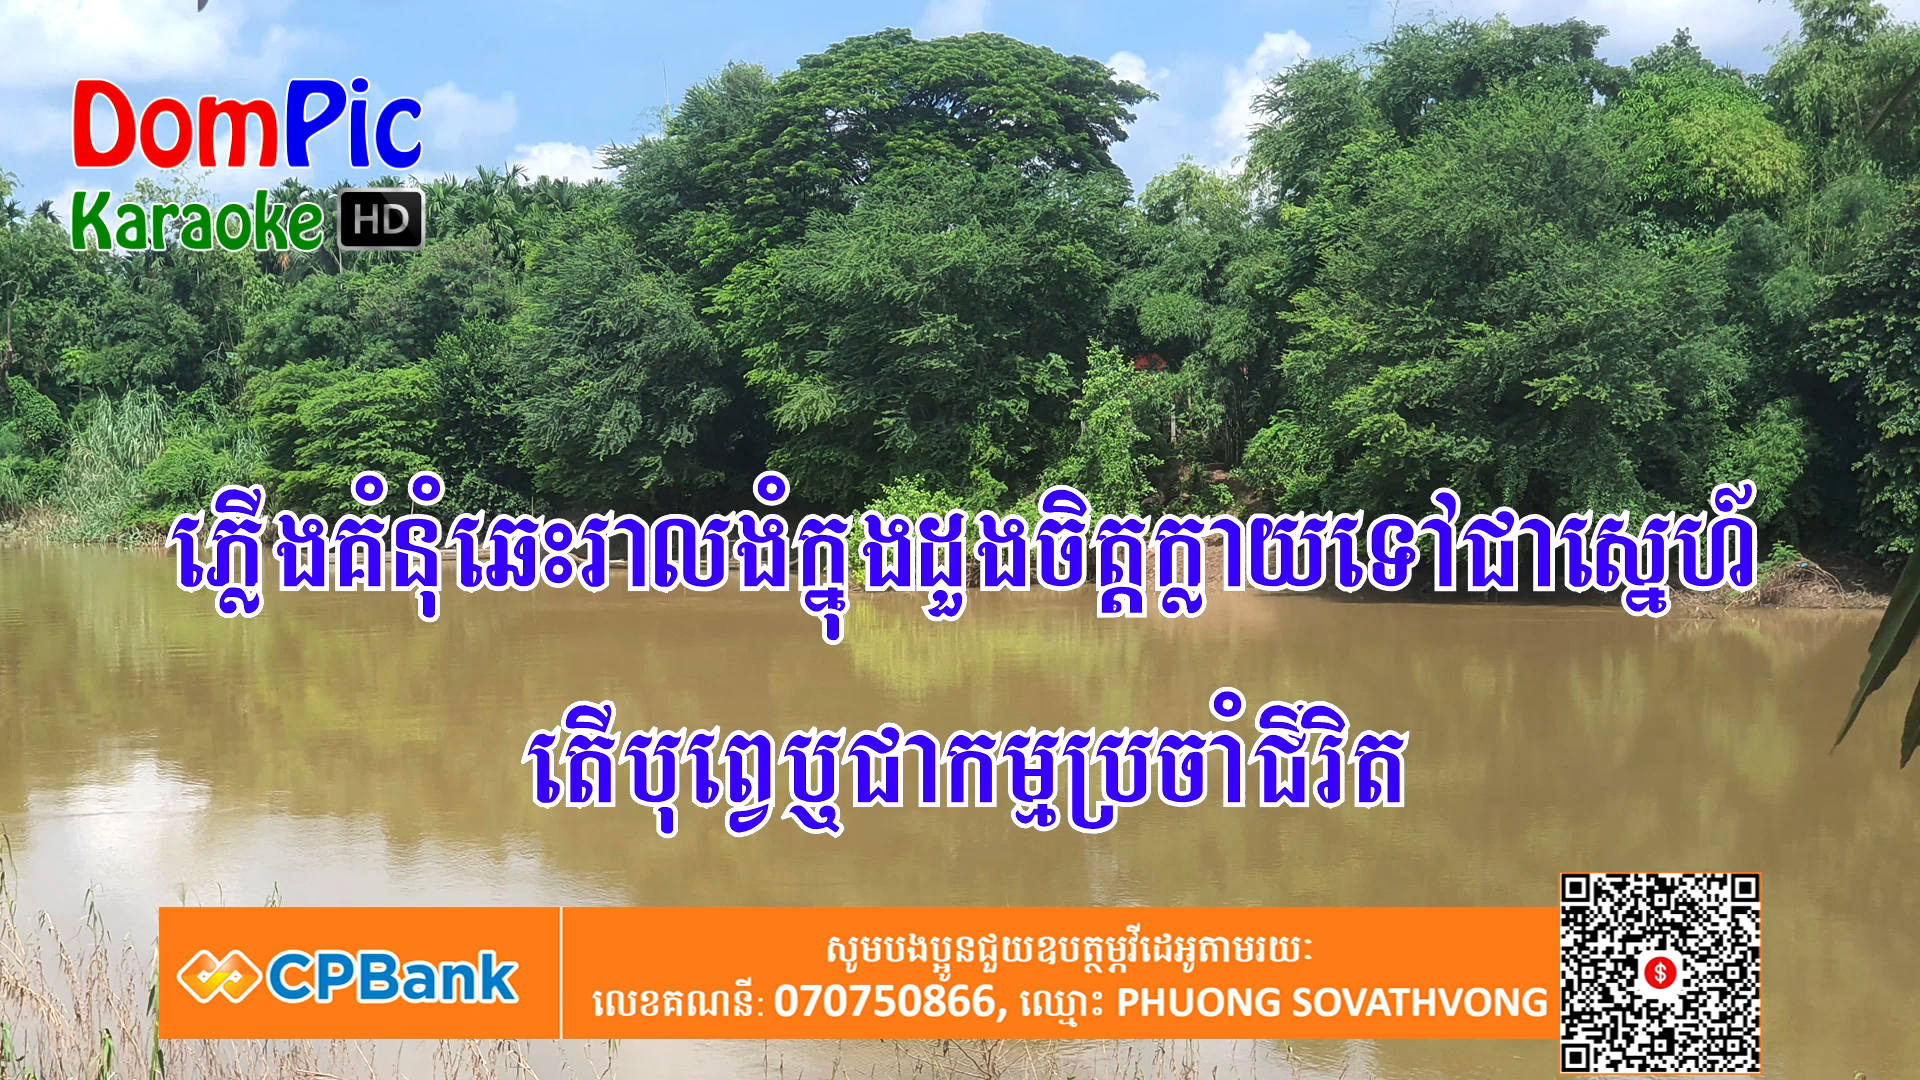 DomPic
Karaoke HD
ភ្លើងគំនុំឆេះរាលងំក្នុងដួងចិត្តក្លាយទៅជាស្នេហ៍
តើបុព្វេឬជាកម្មប្រចាំជីវិត
CPBank
សូមបងប្អូនជួយឧបត្ថម្ភវីដេអូតាមរយៈ
លេខគណនី: 070750866, ឈ្មោះ PHUONG SOVATHVONG